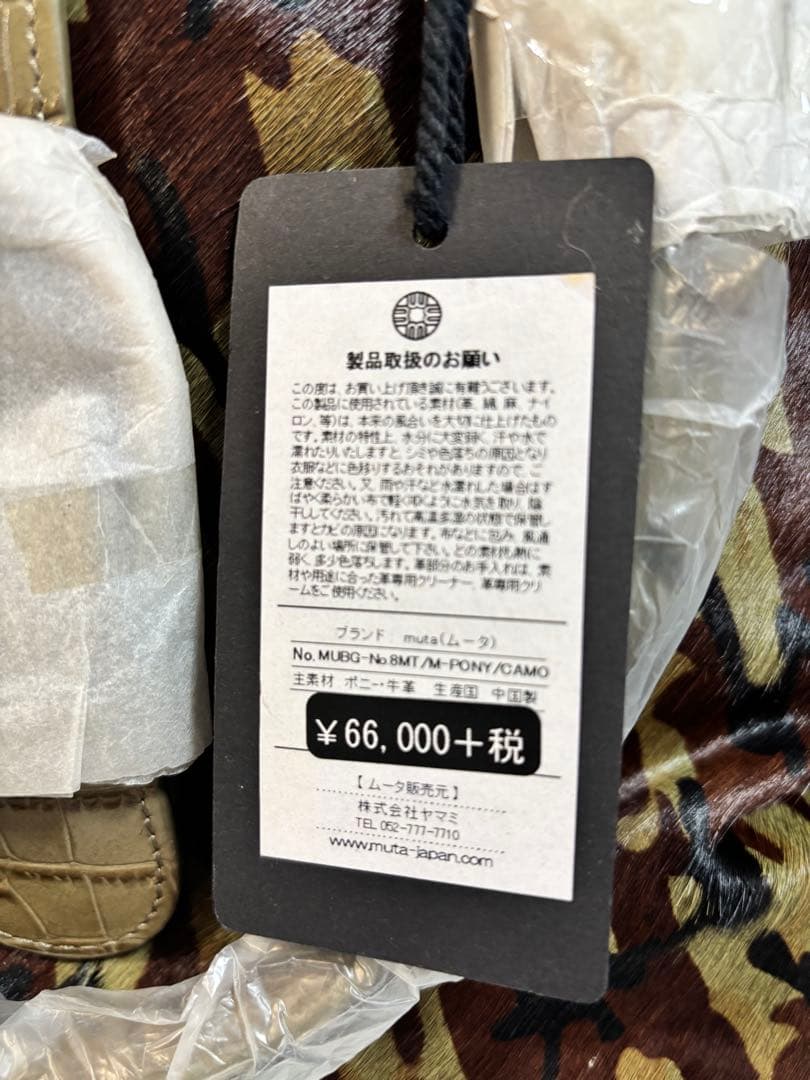 製品取扱のお願い
この度は、お買い上げ頂き誠に有難うございます。
この製品に使用されている素材(革、綿、麻、ナイ
ロン、等)は、本来の風合いを大切に仕上げたもの
です。素材の特性上、水分に大変弱く、汗や水で
濡れたりいたしますと、シミや色落ちの原因となり
衣服などに色移りするおそれがありますので、ご
注意ください。又、雨や汗など水濡れした場合はす
ばやく柔らかい布で軽く叩くように水気を取り、陰
干ししてください。汚れて高温多湿の状態で保管し
ますとカビの原因になります。布などに包み、風通
しのよい場所に保管して下さい。どの素材も熱に
弱く、多少色落ちします。革部分のお手入れは、素
材や用途に合った革専用クリーナー、革専用クリ
ームをご使用ください。
ブランド: muta(ムータ)
No. MUBG-No.8MT/M-PONY/CAMO
主素材 ポニー・牛革 生産国 中国製
￥66,000+税
【ムータ販売元】
株式会社ヤマミ
TEL 052-777-7710
www.muta-japan.com